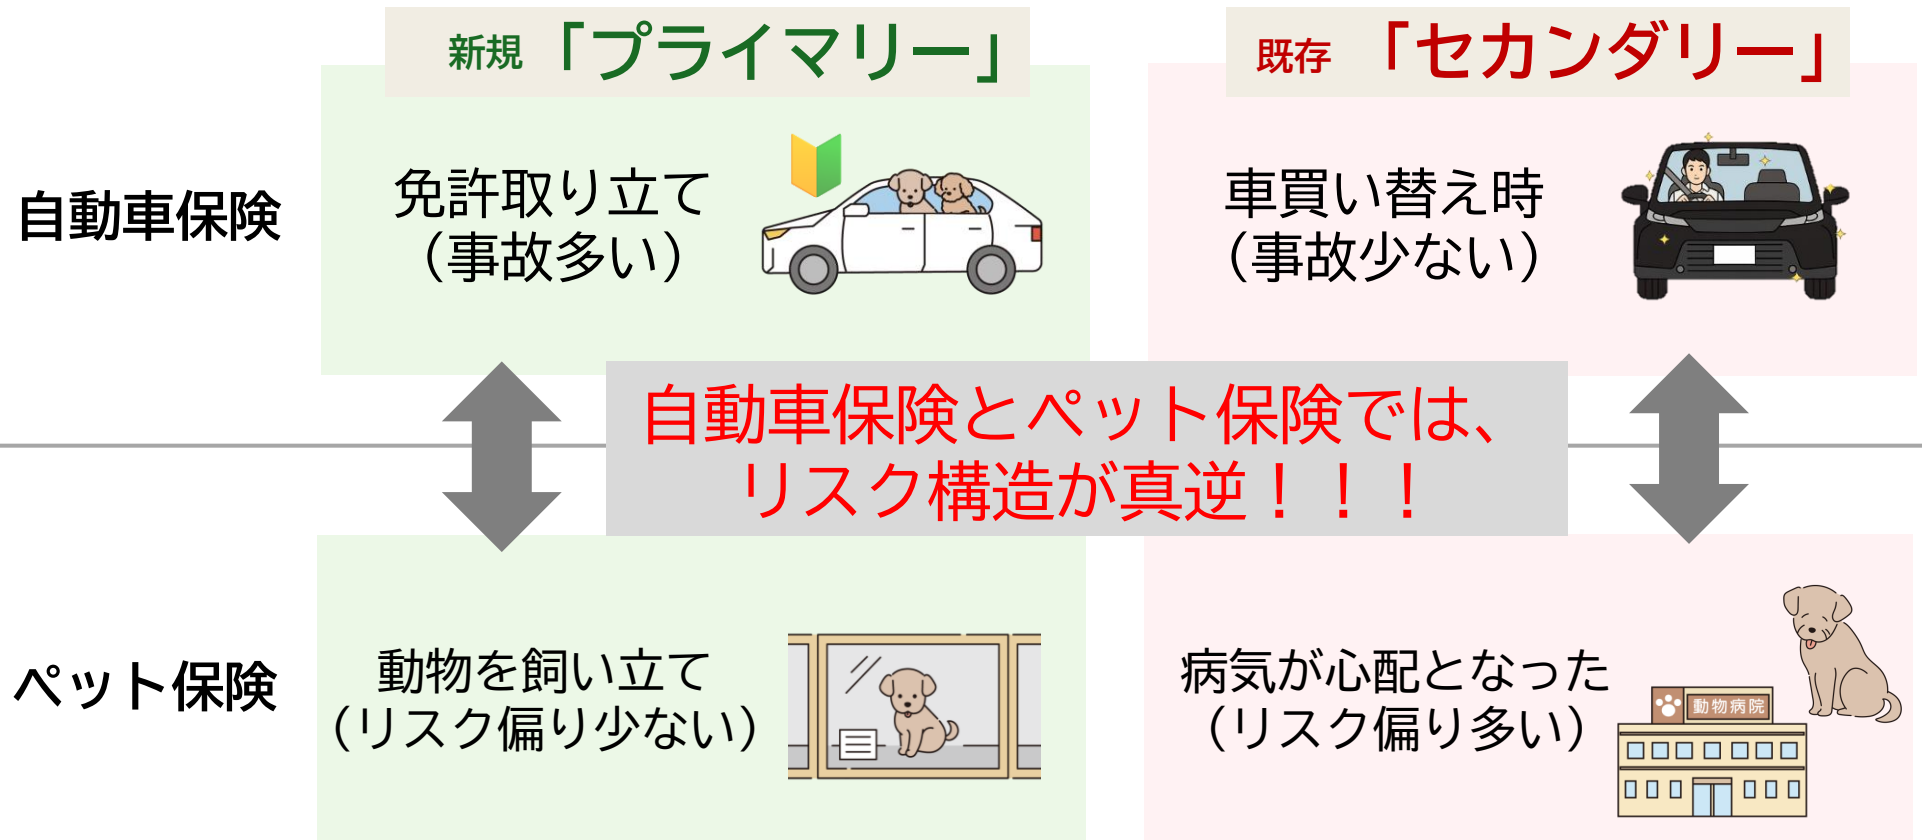 新規 「プライマリー」
既存 「セカンダリー」
自動車保険
免許取り立て
（事故多い）
車買い替え時
（事故少ない）
自動車保険とペット保険では、
リスク構造が真逆！！！
ペット保険
動物を飼い立て
（リスク偏り少ない）
病気が心配となった
（リスク偏り多い）
動物病院